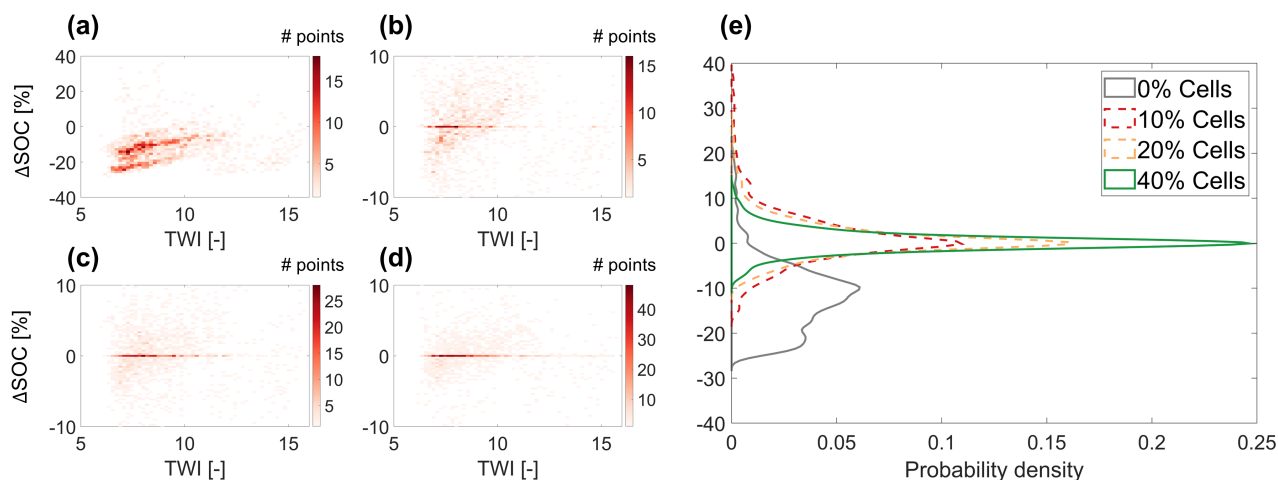 (a)
# points
ΔSOC [%]
40
20
0
-20
-40
5
10
15
TWI [-]
15
10
5
(b)
# points
10
0
-10
5
10
15
TWI [-]
15
10
5
(c)
# points
ΔSOC [%]
10
0
-10
5
10
15
TWI [-]
25
20
15
10
5
(d)
# points
10
0
-10
5
10
15
TWI [-]
40
30
20
10
(e)
40
30
20
10
0
-10
-20
-30
-40
0
0.05
0.1
0.15
0.2
0.25
Probability density
0% Cells
10% Cells
20% Cells
40% Cells